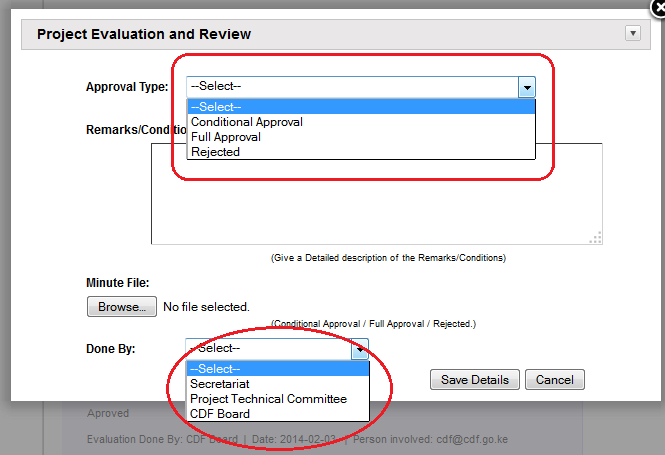 Project Evaluation and Review
Approval Type: --Select--
--Select--
Conditional Approval
Full Approval
Rejected
Remarks/Conditio
(Give a Detailed description of the Remarks/Conditions)
Minute File:
Browse... No file selected.
(Conditional Approval / Full Approval / Rejected.)
Done By: --Select--
--Select--
Secretariat
Project Technical Committee
CDF Board
Save Details Cancel
Aproved
Evaluation Done By: CDF Board | Date: 2014-02-03. | Person involved: cdf@cdf.go.ke